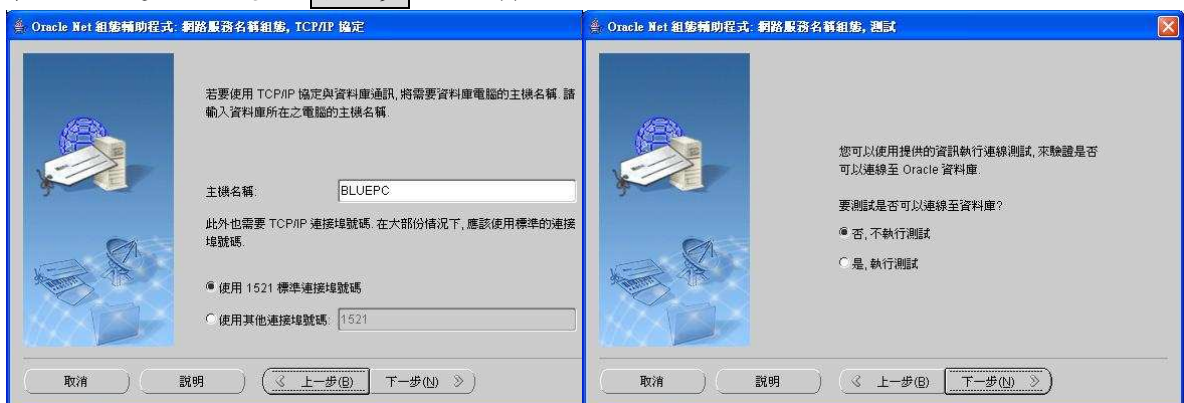 Oracle Net 組態輔助程式: 網路服務名稱組態, TCP/IP 協定
若要使用 TCP/IP 協定與資料庫通訊, 將需要資料庫電腦的主機名稱. 請
輸入資料庫所在之電腦的主機名稱.
主機名稱:
BLUEPC
此外也需要 TCP/IP 連接埠號碼. 在大部份情況下, 應該使用標準的連接
埠號碼.
使用 1521 標準連接埠號碼
使用其他連接埠號碼:
1521
取消
說明
上一步(B)
下一步(N)
Oracle Net 組態輔助程式: 網路服務名稱組態, 測試
您可以使用提供的資訊執行連線測試, 來驗證是否
可以連線至 Oracle 資料庫.
要測試是否可以連線至資料庫?
否, 不執行測試
是, 執行測試
取消
說明
上一步(B)
下一步(N)